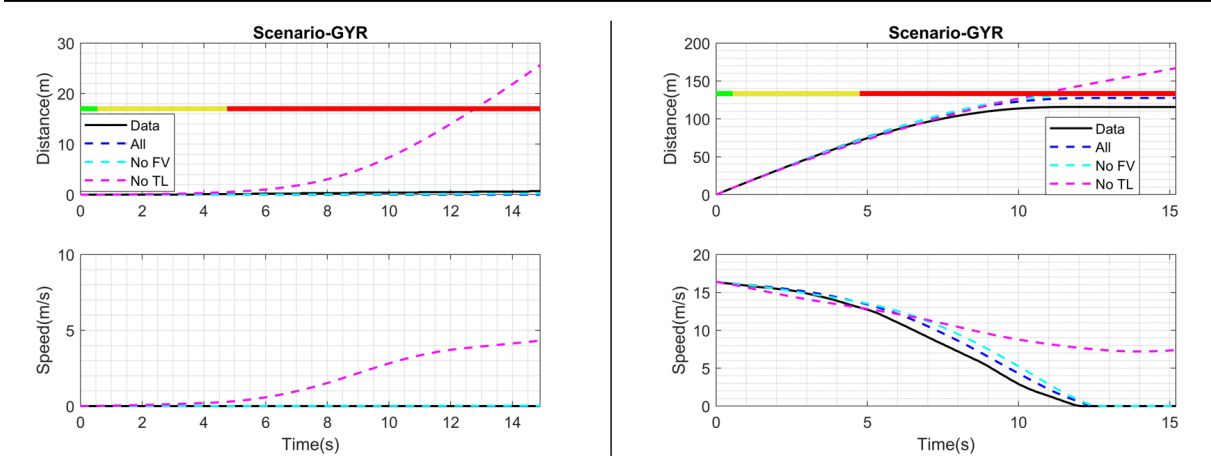 Scenario-GYR
30
20
10
0
Distance(m)
Data
All
No FV
No TL
0 2 4 6 8 10 12 14
10
5
0
Speed(m/s)
0 2 4 6 8 10 12 14
Time(s)
Scenario-GYR
200
150
100
50
0
Distance(m)
Data
All
No FV
No TL
0 5 10 15
20
15
10
5
0
Speed(m/s)
0 5 10 15
Time(s)